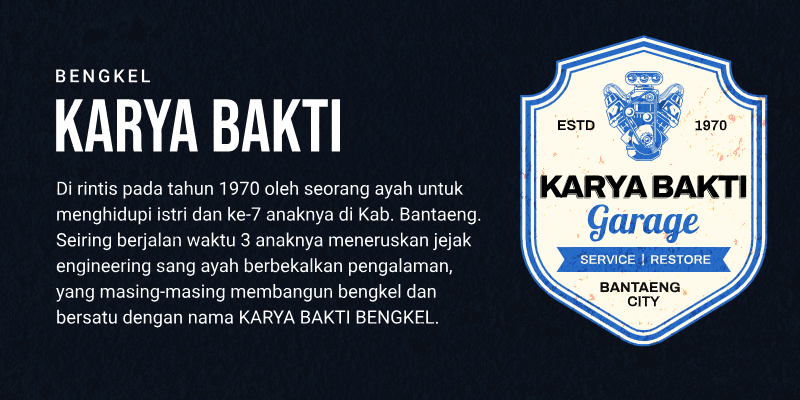 BENGKEL
KARYA BAKTI
Di rintis pada tahun 1970 oleh seorang ayah untuk
menghidupi istri dan ke-7 anaknya di Kab. Bantaeng.
Seiring berjalan waktu 3 anaknya meneruskan jejak
engineering sang ayah berbekalkan pengalaman,
yang masing-masing membangun bengkel dan
bersatu dengan nama KARYA BAKTI BENGKEL.
ESTD 1970
KARYA BAKTI
Garage
SERVICE | RESTORE
BANTAENG
CITY